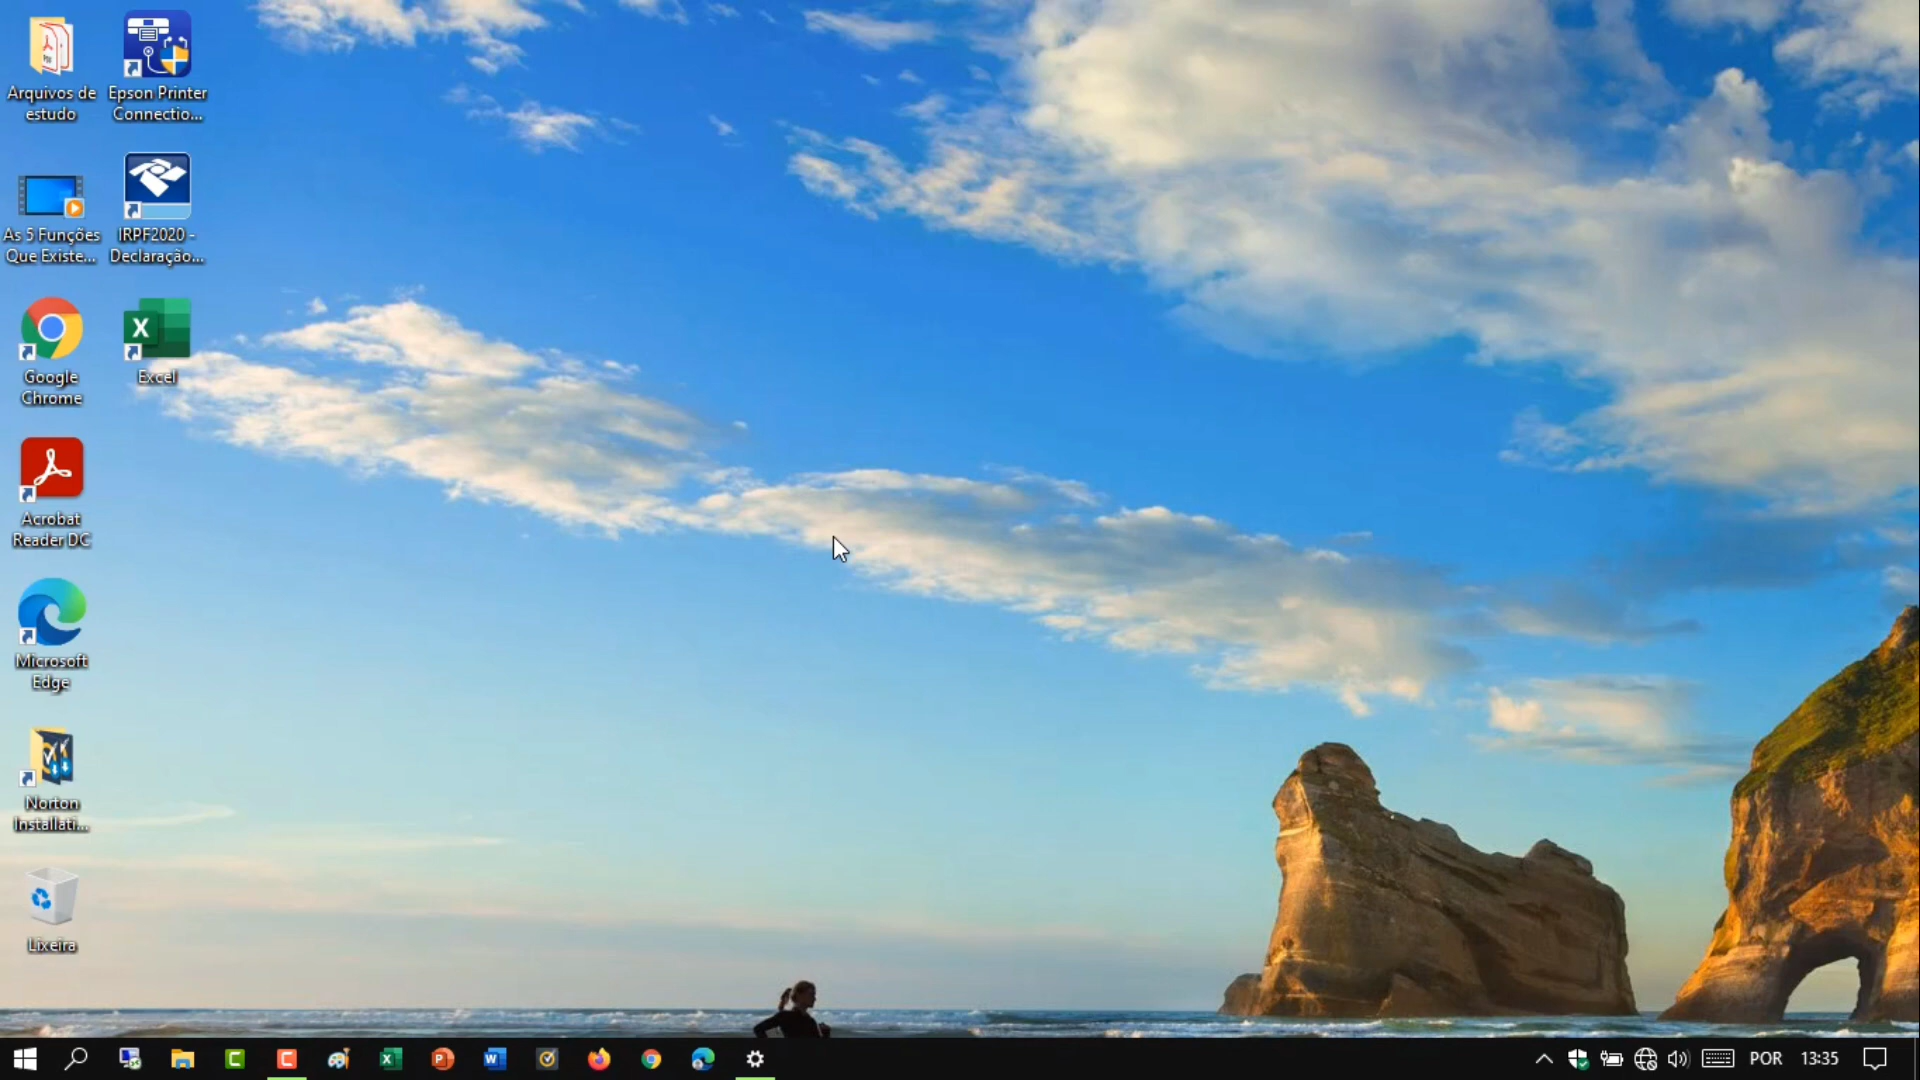 Arquivos de
estudo
Epson Printer
Connectio...
As 5 Funções
Que Existe...
IRPF2020 -
Declaração...
Google
Chrome
Excel
Acrobat
Reader DC
Microsoft
Edge
Norton
Installati...
Lixeira
POR
13:35